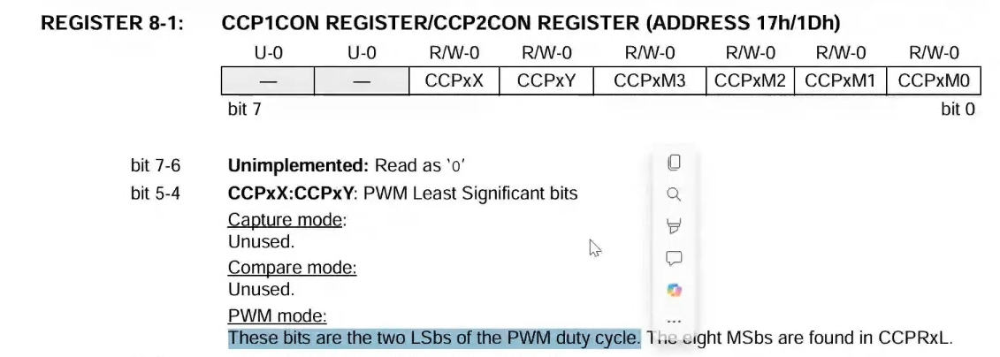 REGISTER 8-1: CCP1CON REGISTER/CCP2CON REGISTER (ADDRESS 17h/1Dh)
U-0 U-0 R/W-0 R/W-0 R/W-0 R/W-0 R/W-0 R/W-0
— — CCPxX CCPxY CCPxM3 CCPxM2 CCPxM1 CCPxM0
bit 7 bit 0
bit 7-6 Unimplemented: Read as ‘0’
bit 5-4 CCPxX:CCPxY: PWM Least Significant bits
Capture mode:
Unused.
Compare mode:
Unused.
PWM mode:
These bits are the two LSbs of the PWM duty cycle. The eight MSbs are found in CCPRxL.